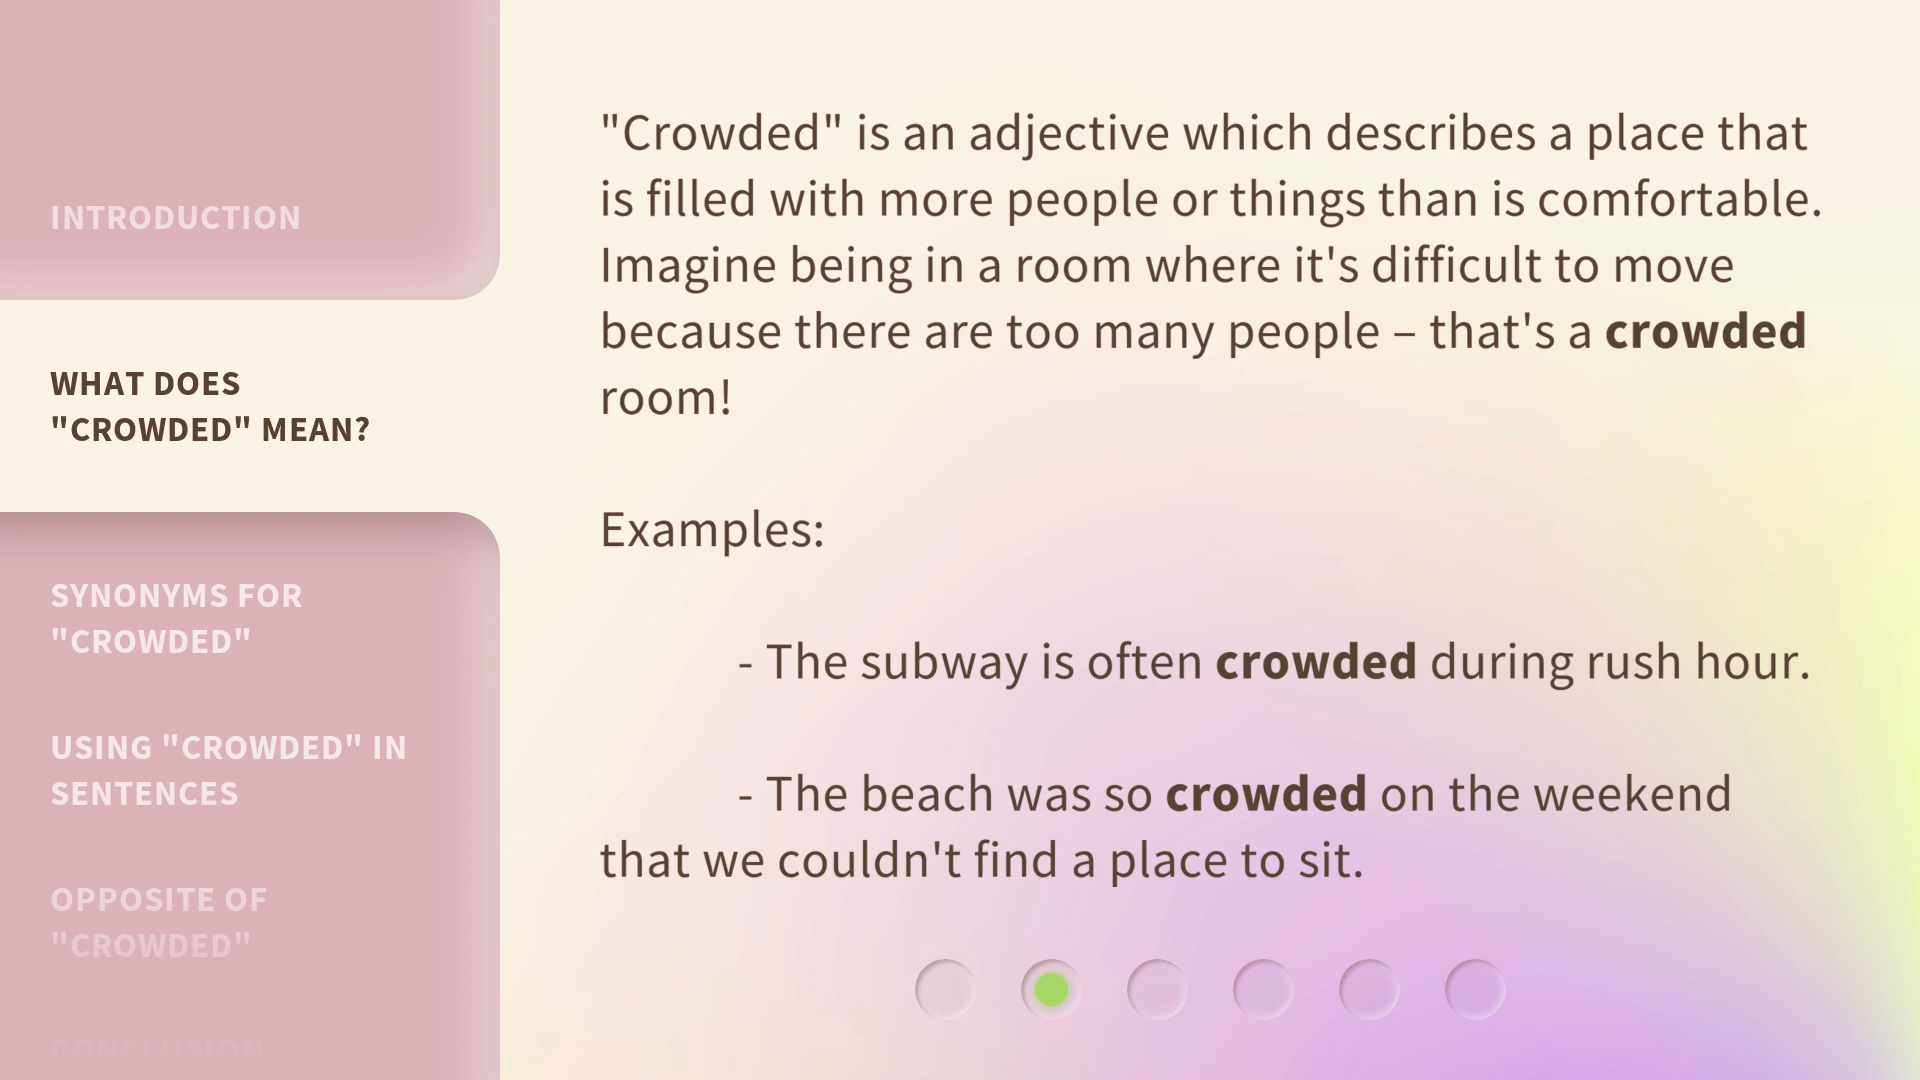 INTRODUCTION
WHAT DOES
"CROWDED" MEAN?
SYNONYMS FOR
"CROWDED"
USING "CROWDED" IN
SENTENCES
OPPOSITE OF
"CROWDED"
CONCLUSION
"Crowded" is an adjective which describes a place that
is filled with more people or things than is comfortable.
Imagine being in a room where it's difficult to move
because there are too many people – that's a crowded
room!
Examples:
- The subway is often crowded during rush hour.
- The beach was so crowded on the weekend
that we couldn't find a place to sit.